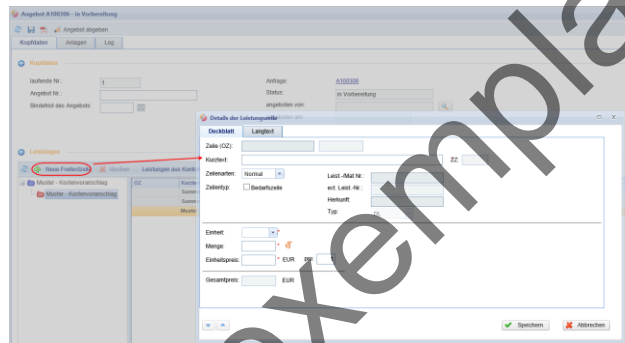 Angebot A100306 - in Vorbereitung
Angebot abgeben
Kopfdaten Anlagen Log
Kopfdaten
laufende Nr.: 1 Anfrage: A100306
Angebot Nr.: Status: in Vorbereitung
Bindefrist des Angebots: angeboten von:
Details der Leistungszeile
Deckblatt Langtext
Zeile (OZ):
Leistungen
Kurztext: ZZ:
Neue Freitextzeile löschen Leistungen aus
Zeilenarten: Normal Leist.-/Mat Nr.:
Muster - Kostenvoranschlag OZ
Zeilentyp: Bedarfszeile ext. Leist.-Nr.:
Muster - Kostenvoranschlag
Herkunft:
Typ:
Einheit: *
Menge: *
Einheitspreis: * EUR
Gesamtpreis: EUR
Speichern Abbrechen
exempla